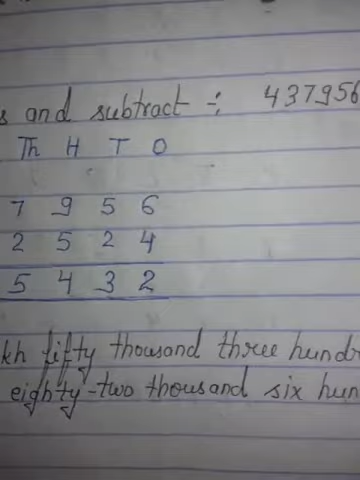 s and subtract ÷ 437956
Th H T O
7 9 5 6
2 5 2 4
5 4 3 2
kh fifty thousand three hundr
eighty-two thousand six hun